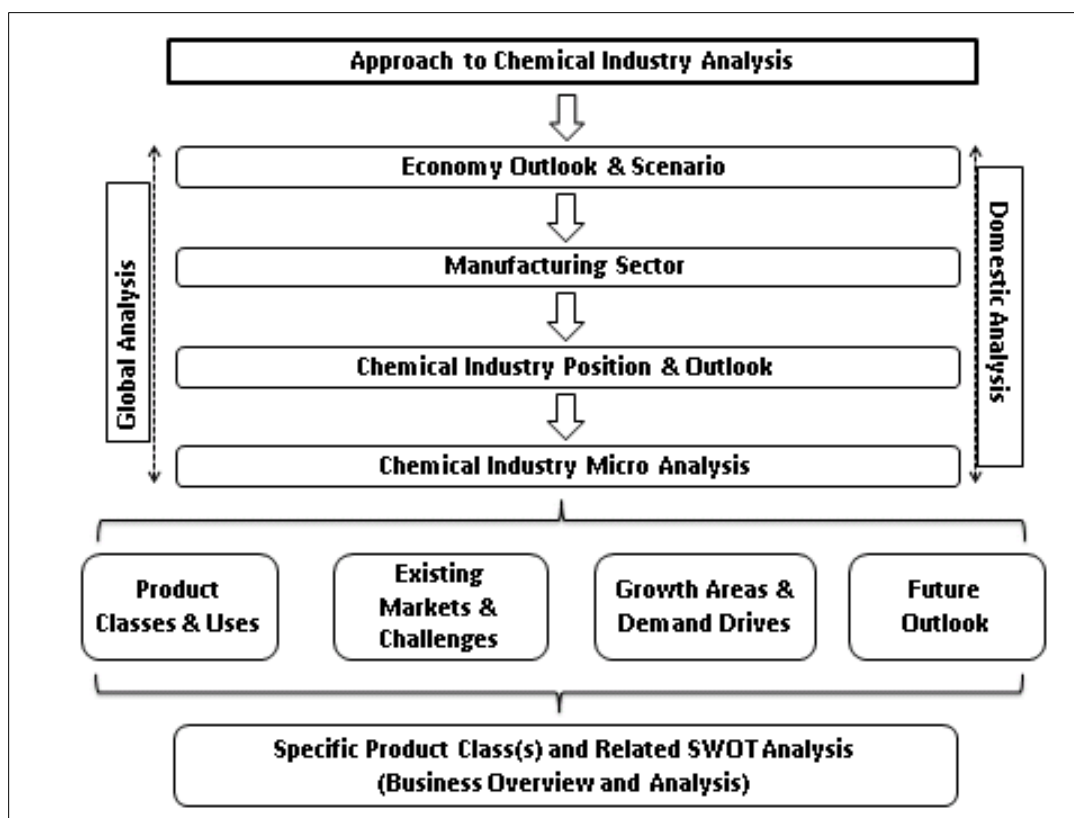 Approach to Chemical Industry Analysis
Economy Outlook & Scenario
Global Analysis
Domestic Analysis
Manufacturing Sector
Chemical Industry Position & Outlook
Chemical Industry Micro Analysis
Product
Classes & Uses
Existing
Markets &
Challenges
Growth Areas &
Demand Drives
Future
Outlook
Specific Product Class(s) and Related SWOT Analysis
(Business Overview and Analysis)